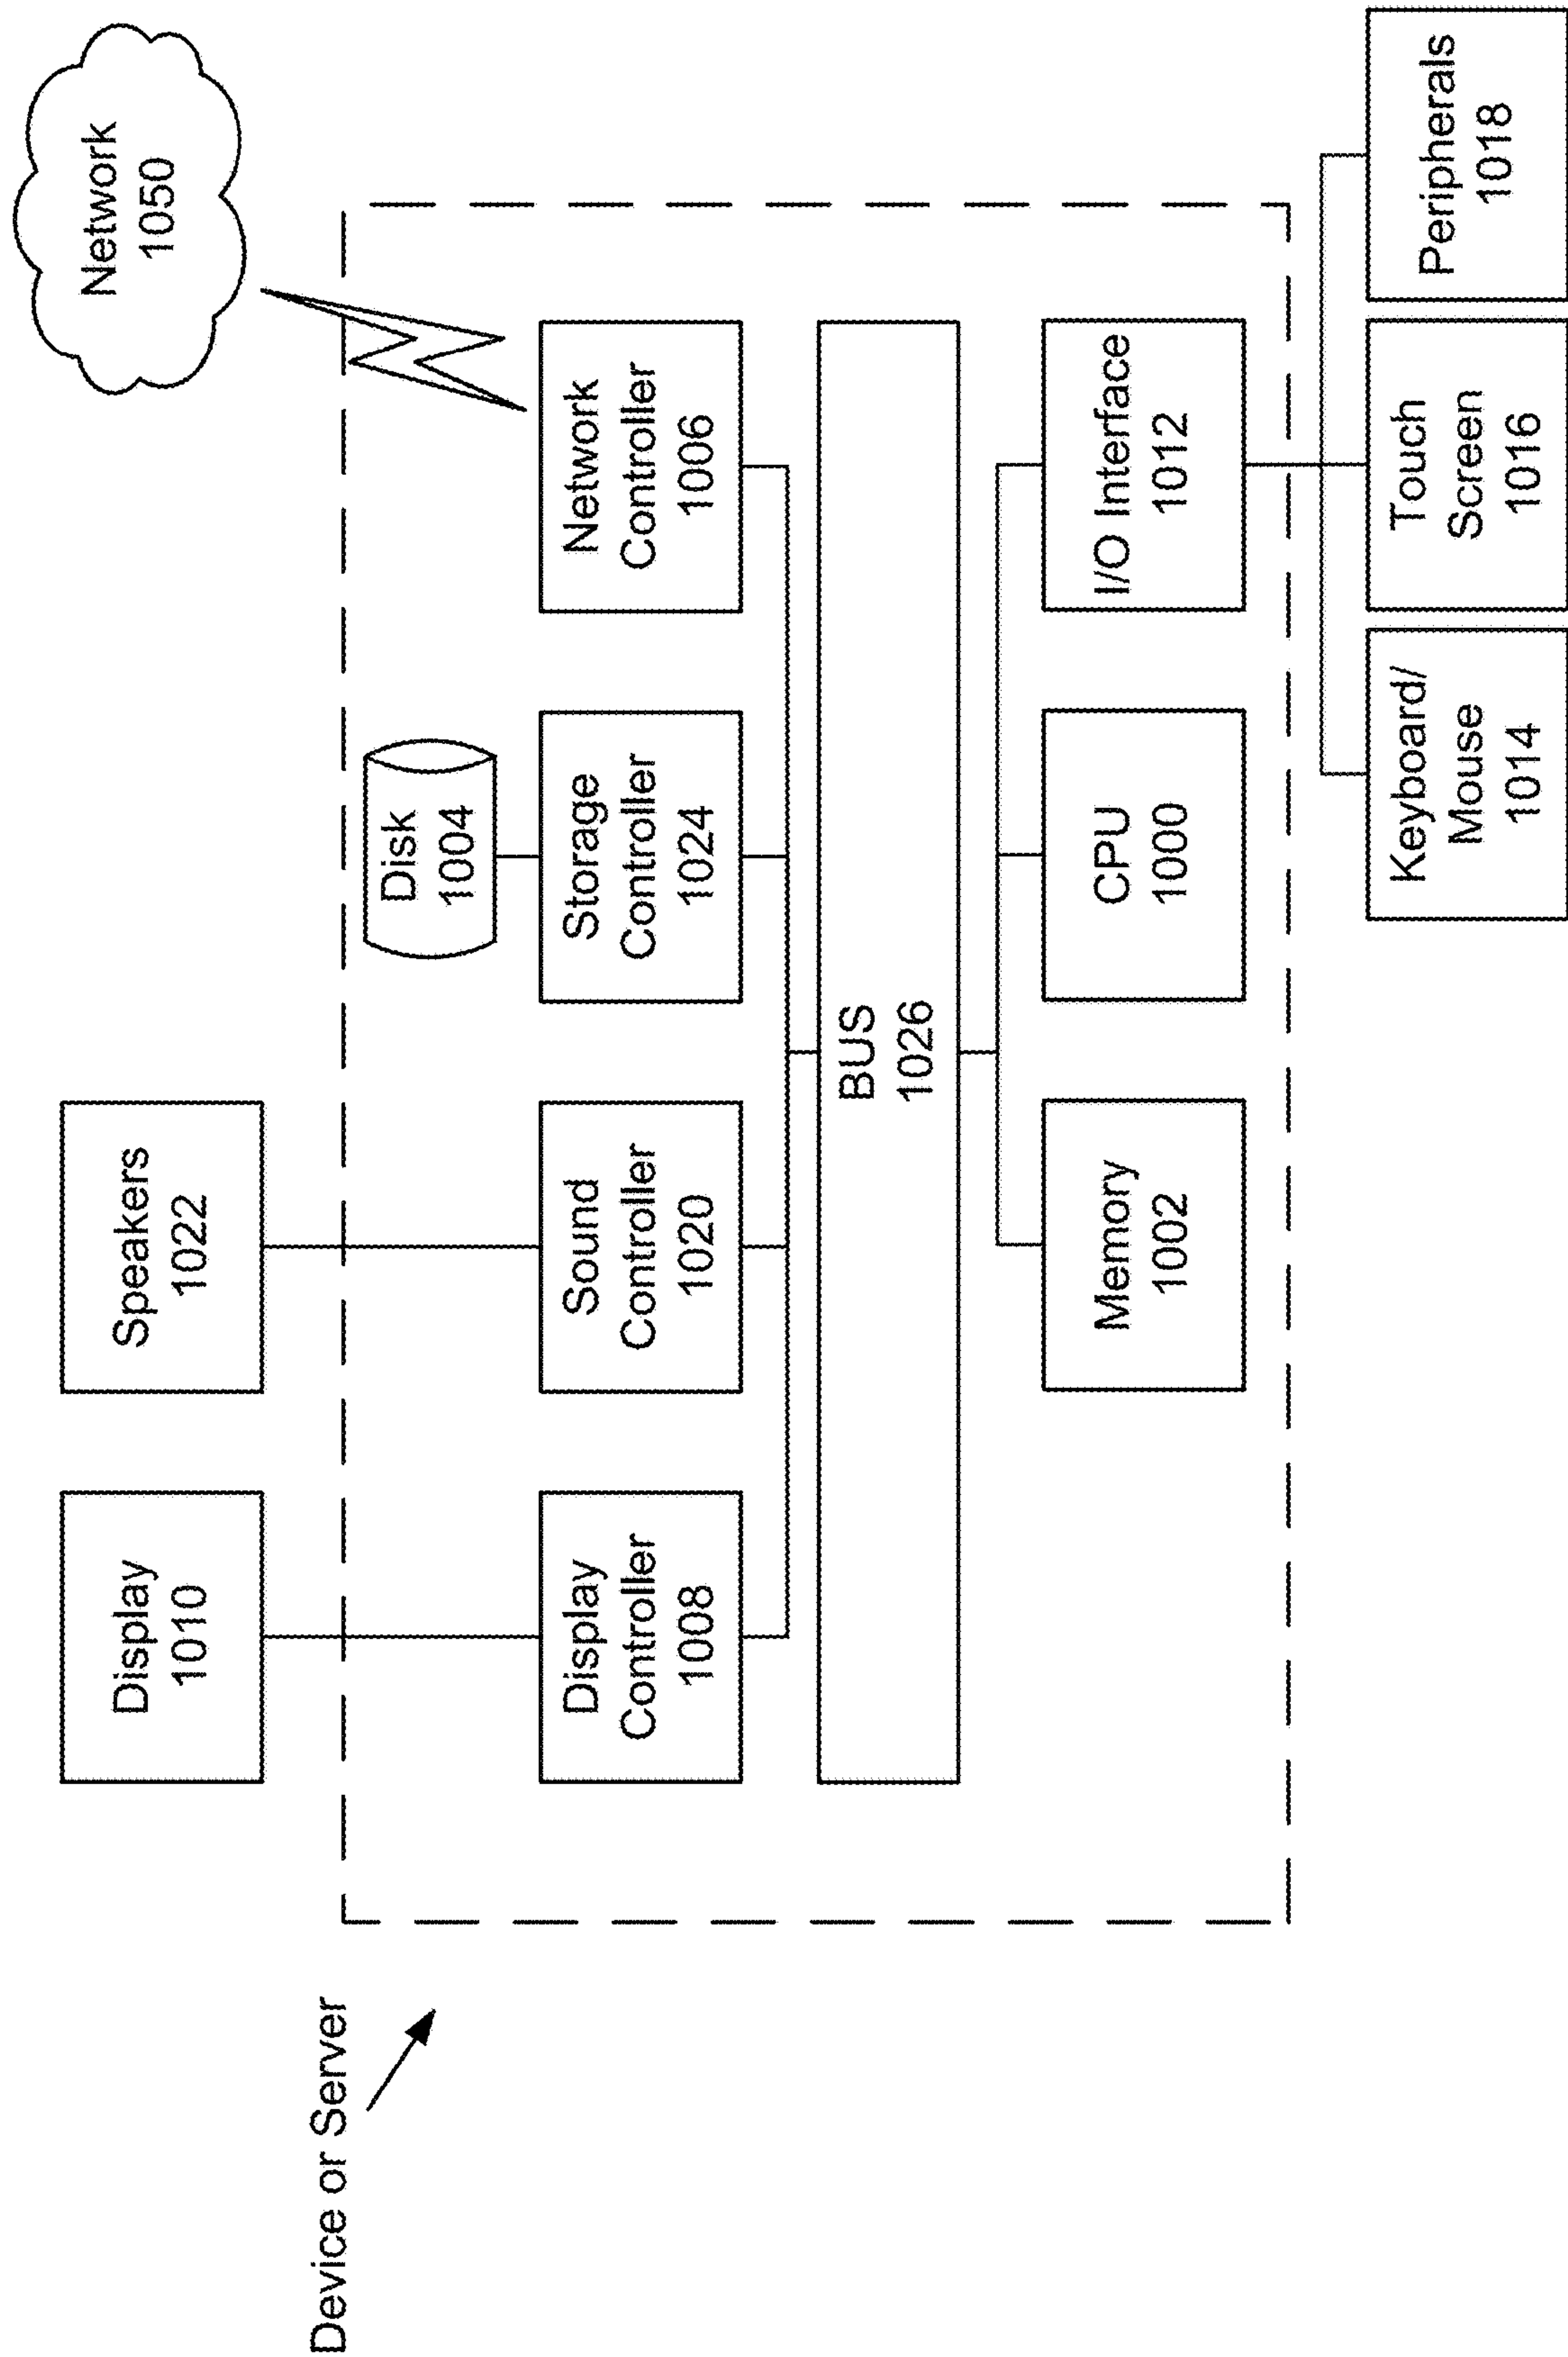 Device or Server
Display
1010
Speakers
1022
Network
1050
Disk
1004
Display
Controller
1008
Sound
Controller
1020
Storage
Controller
1024
Network
Controller
1006
BUS
1026
Memory
1002
CPU
1000
I/O Interface
1012
Keyboard/
Mouse
1014
Touch
Screen
1016
Peripherals
1018